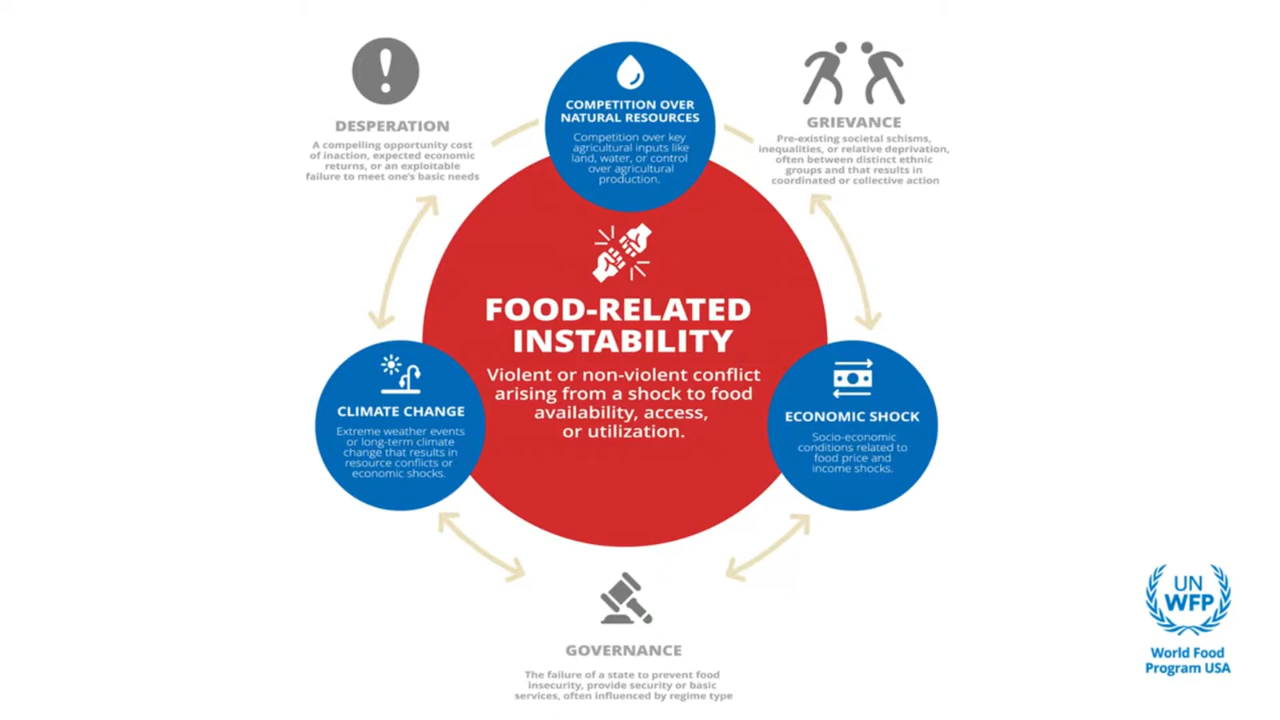 DESPERATION
A compelling opportunity cost
of inaction, expected economic
returns, or an exploitable
failure to meet one's basic needs
COMPETITION OVER
NATURAL RESOURCES
Competition over key
agricultural inputs like
land, water, or control
over agricultural
production.
GRIEVANCE
Pre-existing societal schisms,
inequalities, or relative deprivation,
often between distinct ethnic
groups and that results in
coordinated or collective action
FOOD-RELATED
INSTABILITY
Violent or non-violent conflict
arising from a shock to food
availability, access,
or utilization.
CLIMATE CHANGE
Extreme weather events
or long-term climate
change that results in
resource conflicts or
economic shocks.
ECONOMIC SHOCK
Socio-economic
conditions related to
food price and
income shocks.
GOVERNANCE
The failure of a state to prevent food
insecurity, provide security or basic
services, often influenced by regime type
UN
WFP
World Food
Program USA